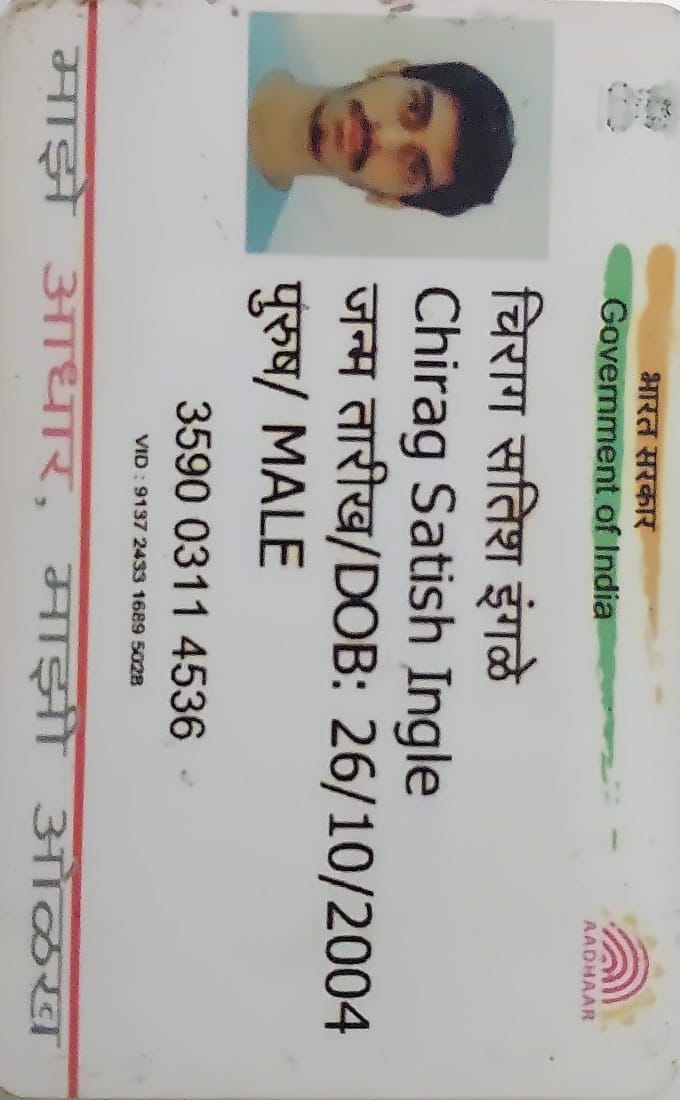 भारत सरकार
Government of India
AADHAAR
चिराग सतिश इंगळे
Chirag Satish Ingle
जन्म तारीख/DOB: 26/10/2004
पुरुष/ MALE
3590 0311 4536
VID : 9137 2433 1689 5028
माझे आधार, माझी ओळख